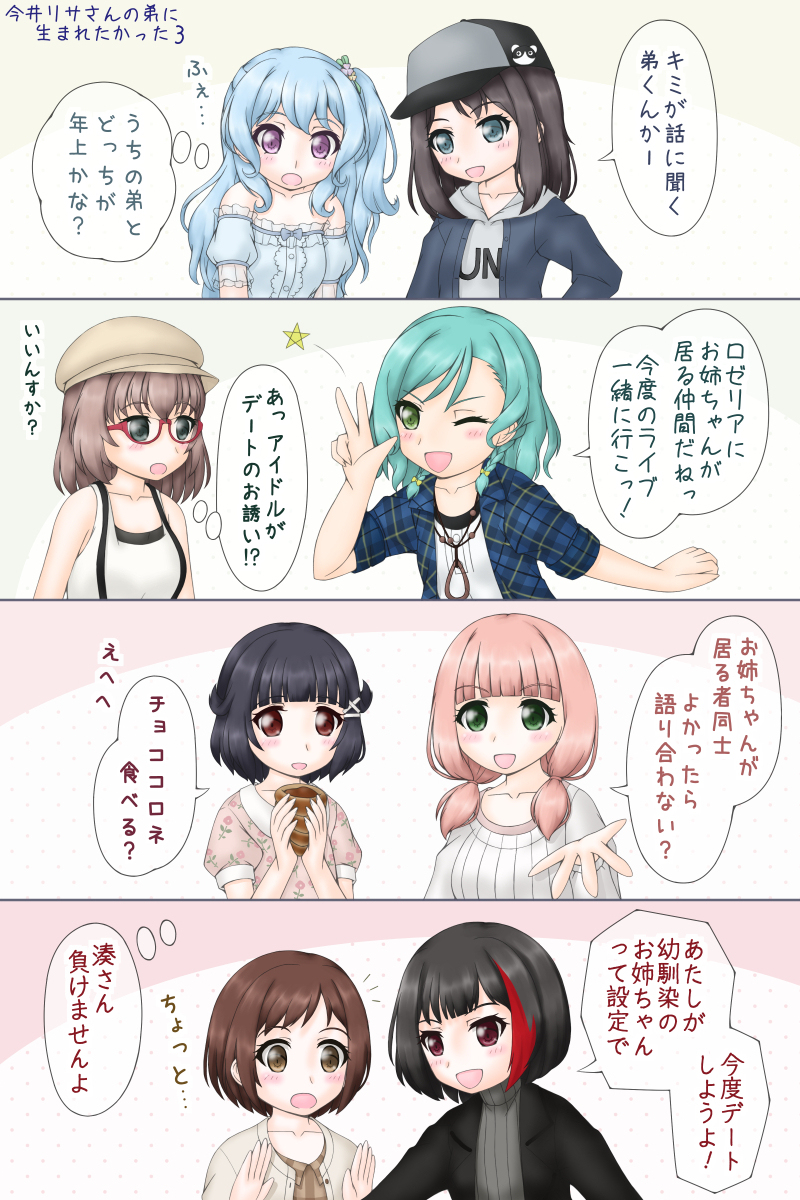 今井リサさんの弟に
生まれたかった3
キミが話に聞く
弟くんかー
UN
ふぇ…
うちの弟と
どっちが
年上かな?
ロゼリアに
お姉ちゃんが
居る仲間だねっ
今度のライブ
一緒に行こっ!
あっ アイドルが
デートのお誘い!?
いいんすか?
お姉ちゃんが
居る者同士
よかったら
語り合わない?
えへへ
チョココロネ
食べる?
あたしが
幼馴染の
お姉ちゃん
って設定で
今度デート
しようよ!
ちょっと…
湊さん
負けませんよ